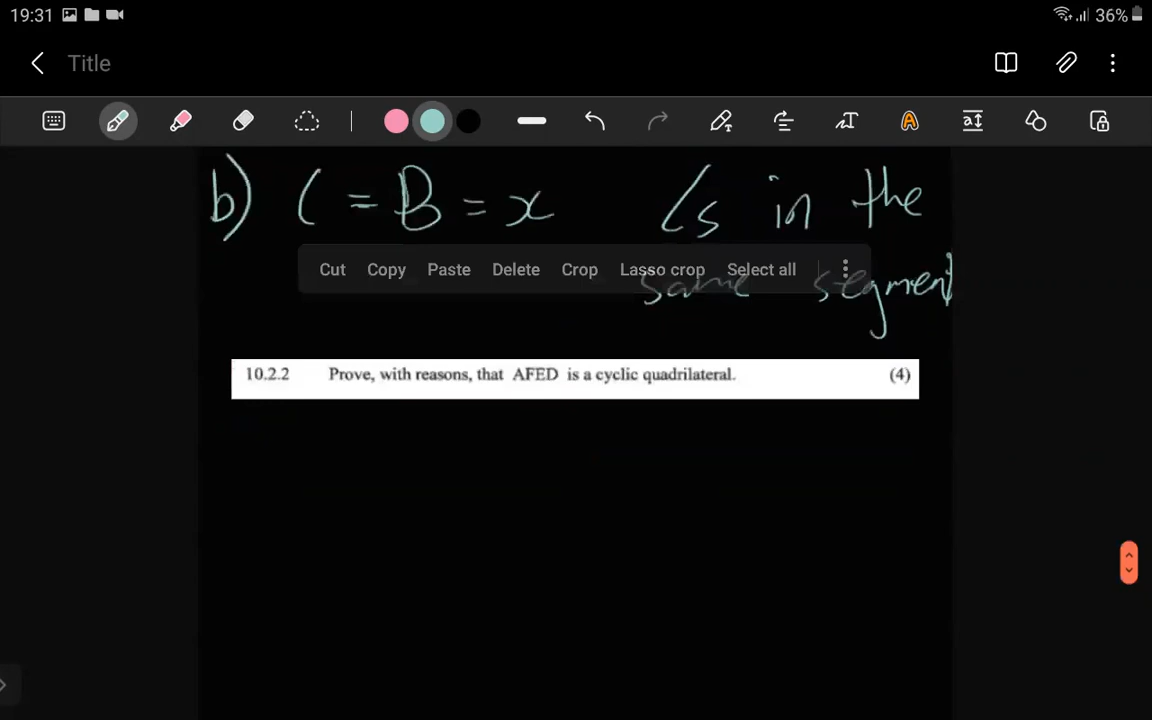 19:31 36%
Title
b) C = B = x ∠s in the
Cut Copy Paste Delete Crop Lasso crop Select all
same segment
10.2.2 Prove, with reasons, that AFED is a cyclic quadrilateral. (4)